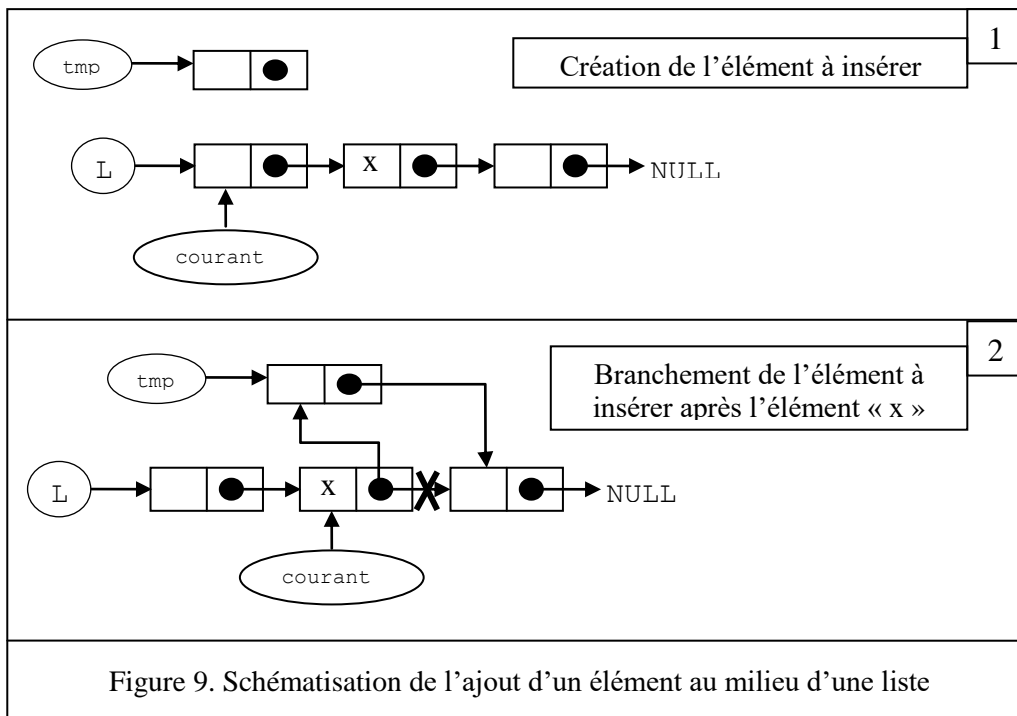 1
Création de l’élément à insérer
tmp
L
x
NULL
courant
2
Branchement de l’élément à
insérer après l’élément « x »
tmp
L
x
NULL
courant
Figure 9. Schématisation de l’ajout d’un élément au milieu d’une liste